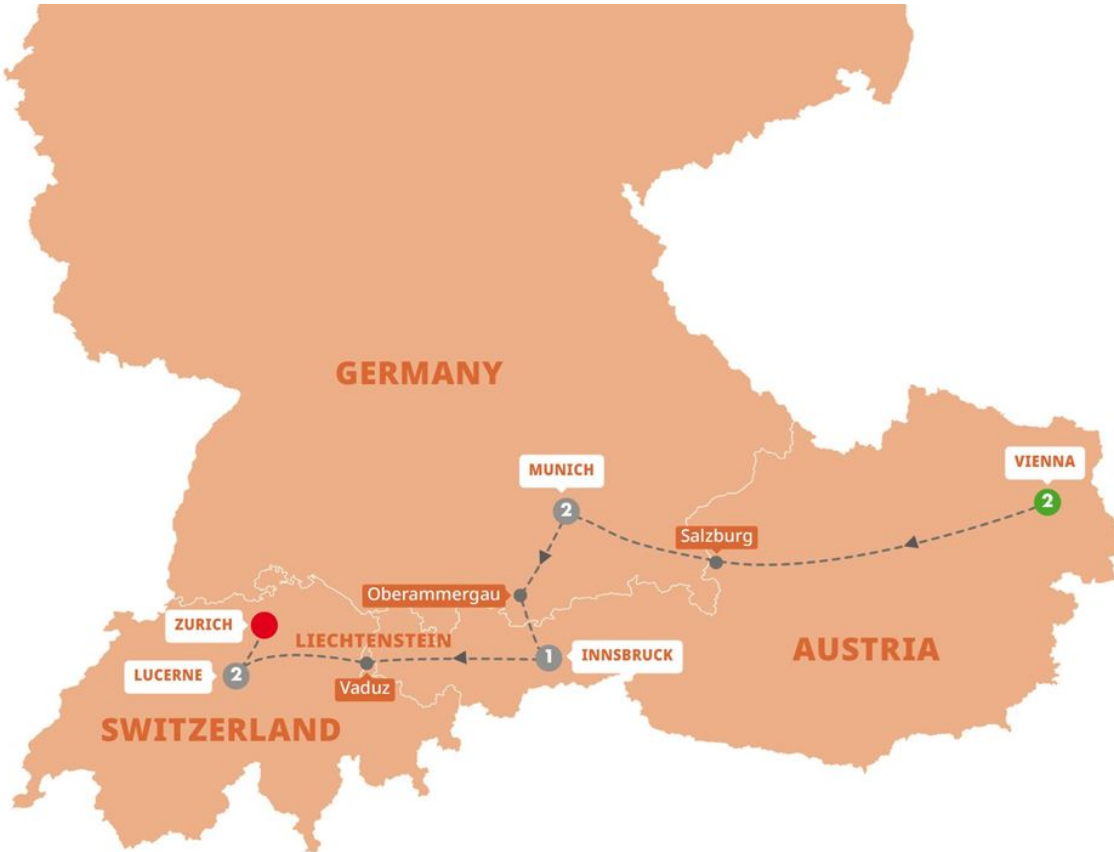 GERMANY
MUNICH
2
VIENNA
2
Salzburg
Oberammergau
ZURICH
LIECHTENSTEIN
1
INNSBRUCK
AUSTRIA
LUCERNE
2
Vaduz
SWITZERLAND